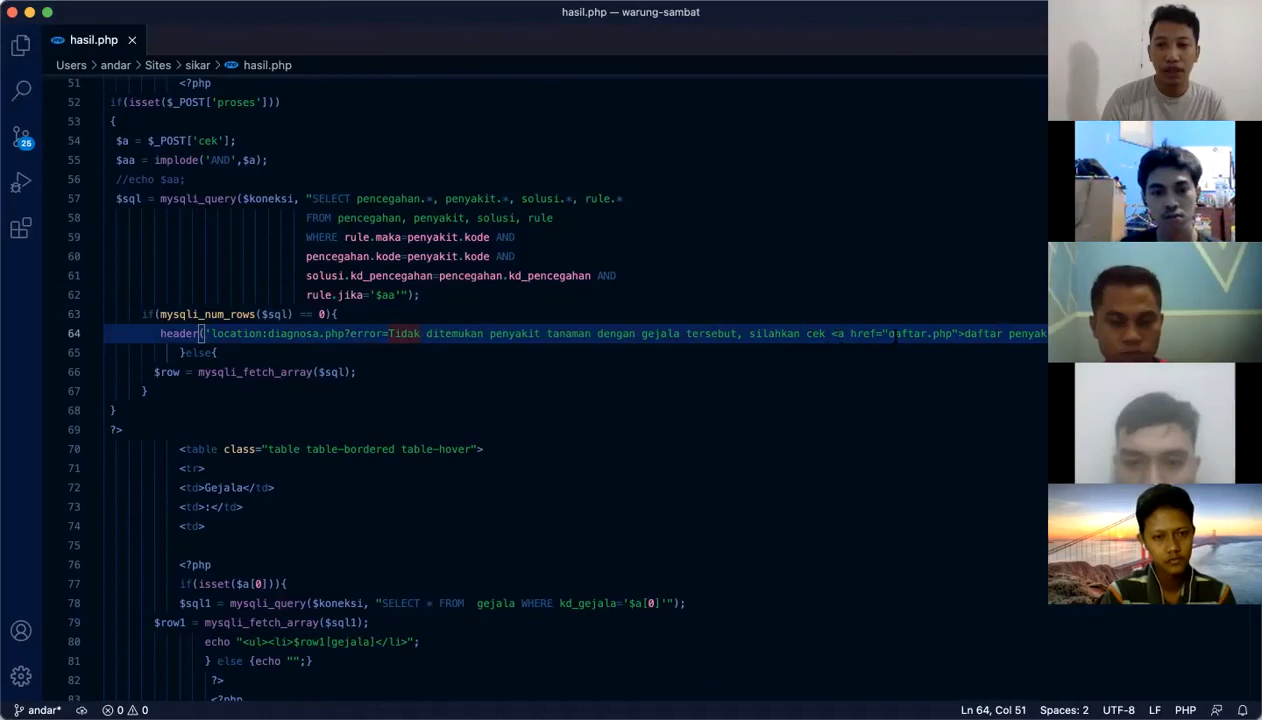 hasil.php — warung-sambat
hasil.php
Users > andar > Sites > sikar > hasil.php
51 <?php
52 if(isset($_POST['proses']))
53 {
54 $a = $_POST['cek'];
55 $aa = implode('AND',$a);
56 //echo $aa;
57 $sql = mysqli_query($koneksi, "SELECT pencegahan.*, penyakit.*, solusi.*, rule.*
58 FROM pencegahan, penyakit, solusi, rule
59 WHERE rule.maka=penyakit.kode AND
60 pencegahan.kode=penyakit.kode AND
61 solusi.kd_pencegahan=pencegahan.kd_pencegahan AND
62 rule.jika='$aa'");
63 if(mysqli_num_rows($sql) == 0){
64 header('location:diagnosa.php?error=Tidak ditemukan penyakit tanaman dengan gejala tersebut, silahkan cek <a href="daftar.php">daftar penyak
65 }else{
66 $row = mysqli_fetch_array($sql);
67 }
68 }
69 ?>
70 <table class="table table-bordered table-hover">
71 <tr>
72 <td>Gejala</td>
73 <td>:</td>
74 <td>
75
76 <?php
77 if(isset($a[0])){
78 $sql1 = mysqli_query($koneksi, "SELECT * FROM gejala WHERE kd_gejala='$a[0]'");
79 $row1 = mysqli_fetch_array($sql1);
80 echo "<ul><li>$row1[gejala]</li>";
81 } else {echo "";}
82 ?>
83 <?php
25
andar* 0 0 Ln 64, Col 51 Spaces: 2 UTF-8 LF PHP